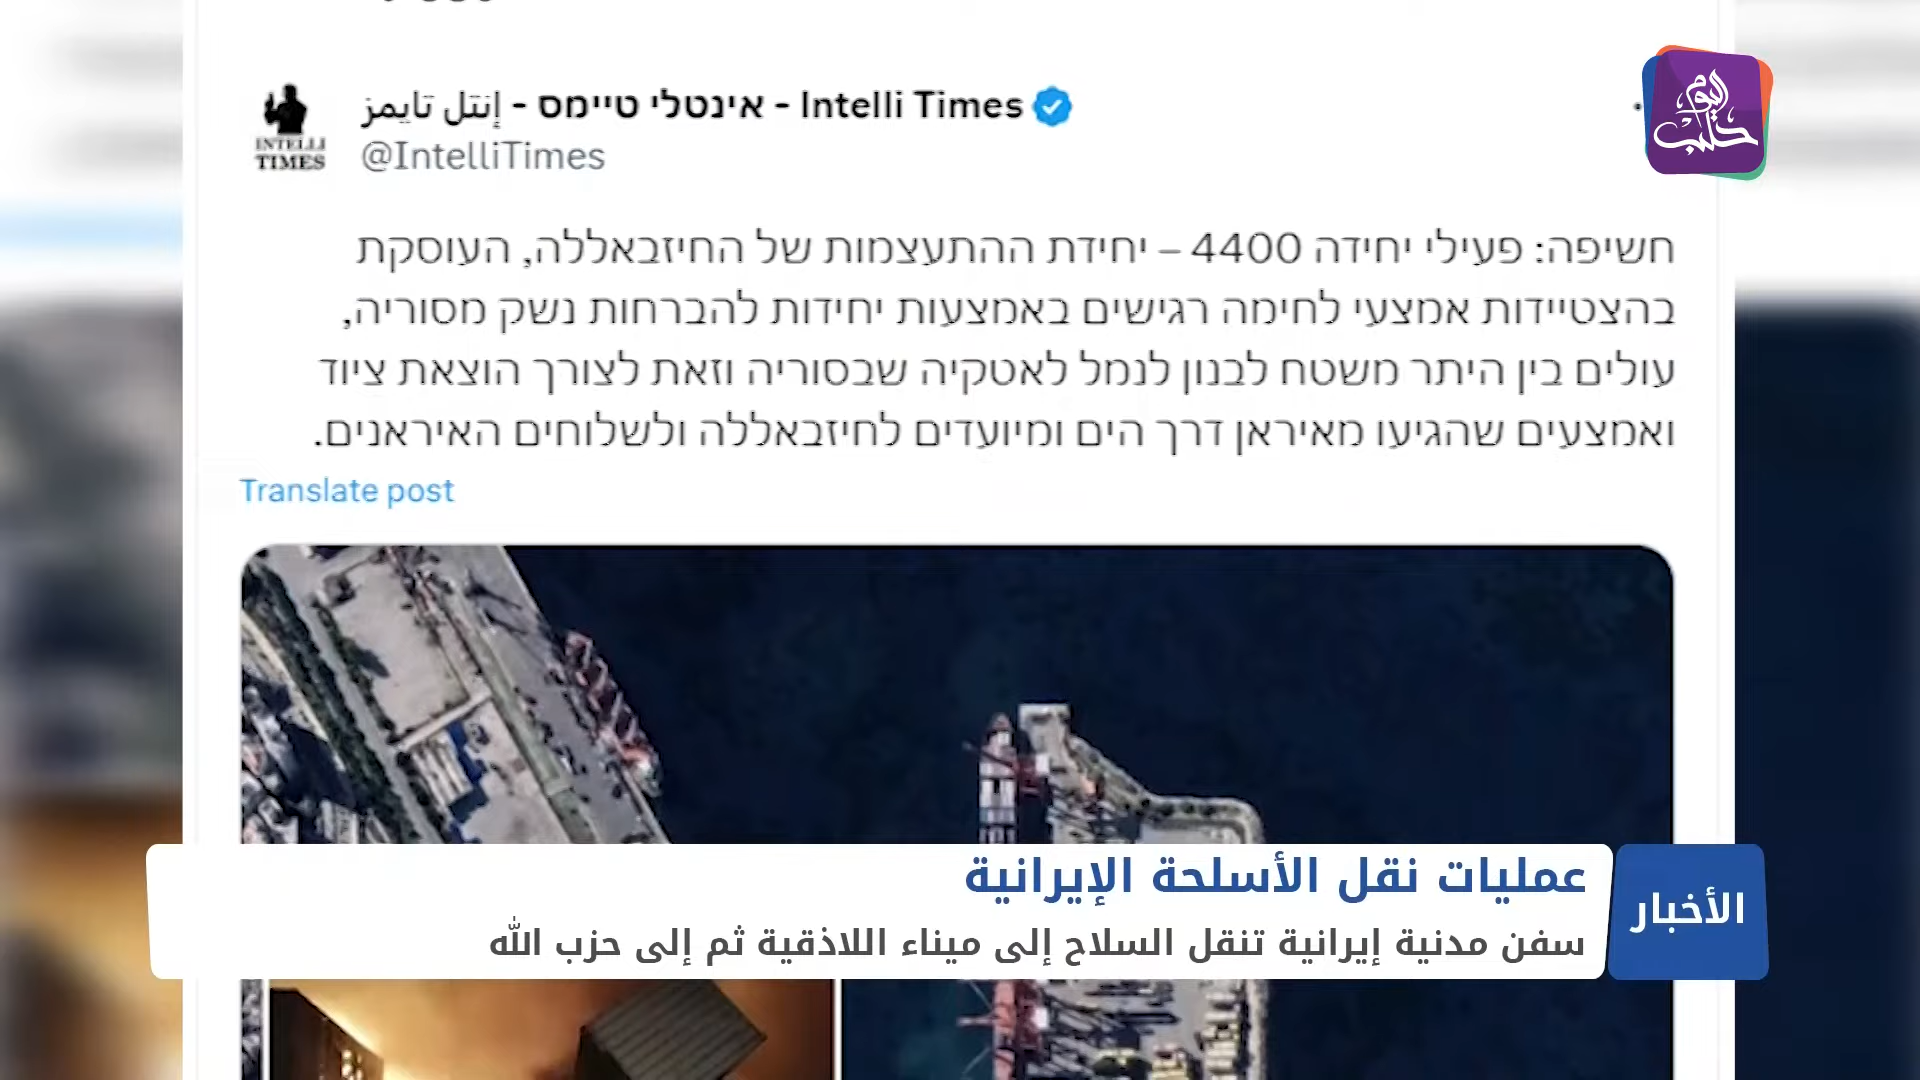 حلب اليوم
إنتل تايمز - אינטלי טיימס - Intelli Times
INTELLI
TIMES
@IntelliTimes
חשיפה: פעילי יחידה 4400 – יחידת ההתעצמות של החיזבאללה, העוסקת
בהצטיידות אמצעי לחימה רגישים באמצעות יחידות להברחות נשק מסוריה,
עולים בין היתר משטח לבנון לנמל לאטקיה שבסוריה וזאת לצורך הוצאת ציוד
ואמצעים שהגיעו מאיראן דרך הים ומיועדים לחיזבאללה ולשלוחים האיראנים.
Translate post
الأخبار
عمليات نقل الأسلحة الإيرانية
سفن مدنية إيرانية تنقل السلاح إلى ميناء اللاذقية ثم إلى حزب الله